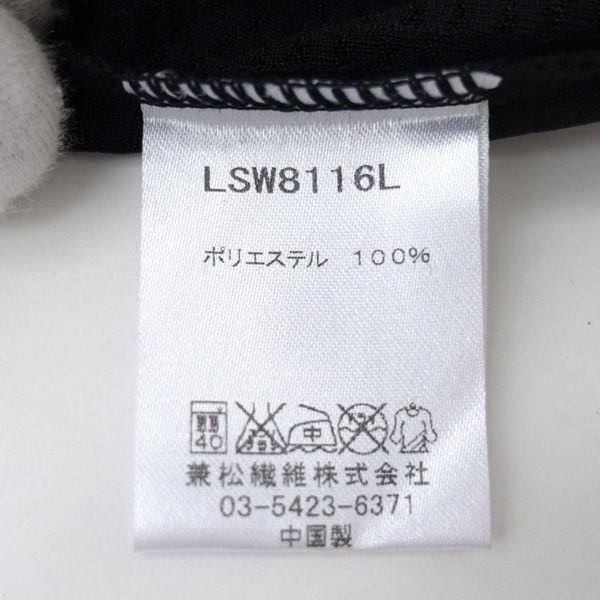 LSW8116L
ポリエステル 100%
40 中
兼松繊維株式会社
03-5423-6371
中国製